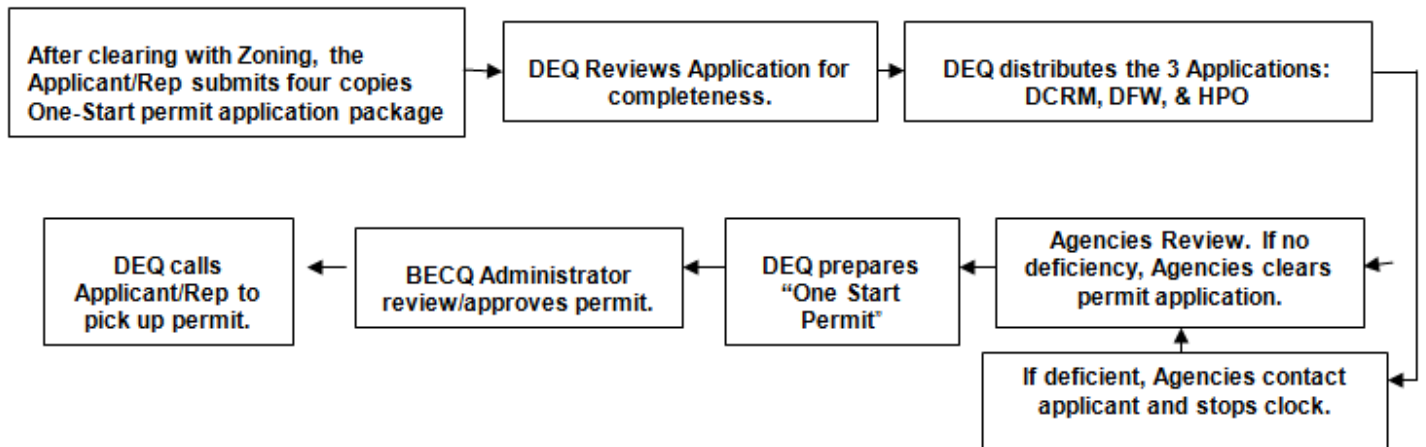 After clearing with Zoning, the
Applicant/Rep submits four copies
One-Start permit application package
DEQ Reviews Application for
completeness.
DEQ distributes the 3 Applications:
DCRM, DFW, & HPO
Agencies Review. If no
deficiency, Agencies clears
permit application.
If deficient, Agencies contact
applicant and stops clock.
DEQ prepares
“One Start
Permit”
BECQ Administrator
review/approves permit.
DEQ calls
Applicant/Rep to
pick up permit.